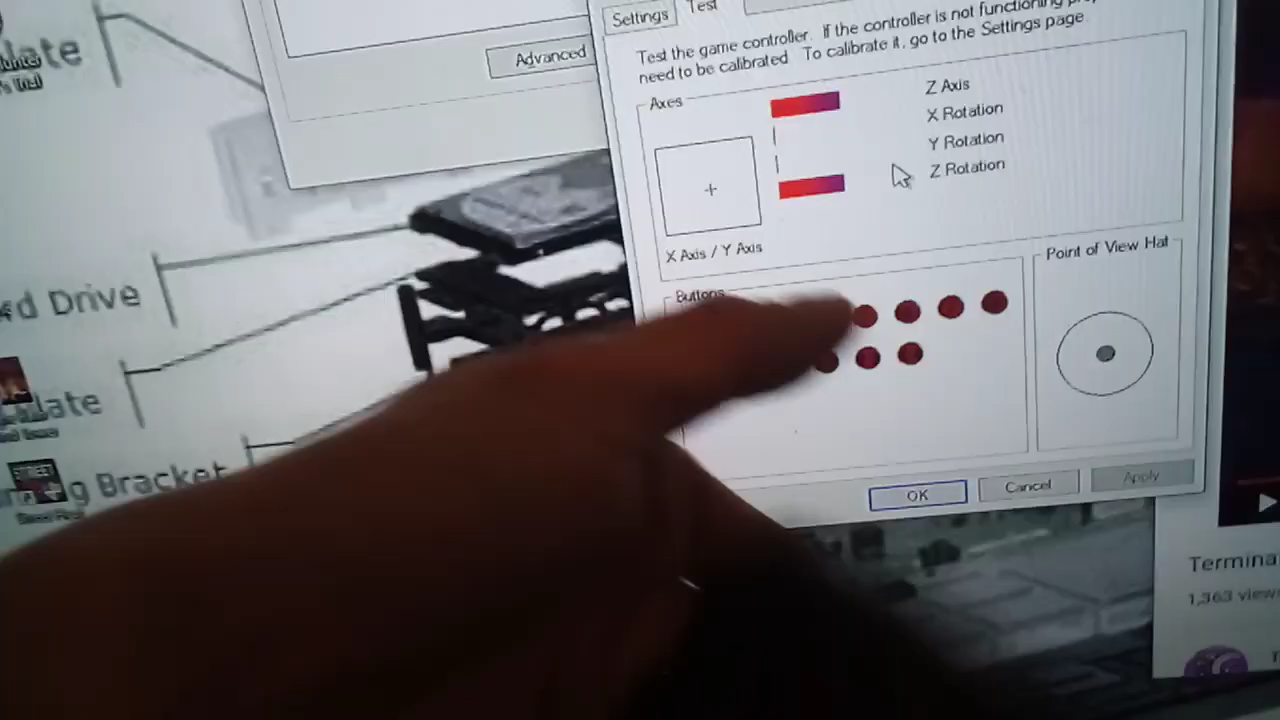 Settings
Test
Test the game controller. If the controller is not functioning
need to be calibrated. To calibrate it, go to the Settings page.
Advanced
Axes
Z Axis
X Rotation
Y Rotation
Z Rotation
X Axis / Y Axis
Buttons
Point of View Hat
OK
Cancel
Apply
Drive
Bracket
STREET
Termina
1,363 view